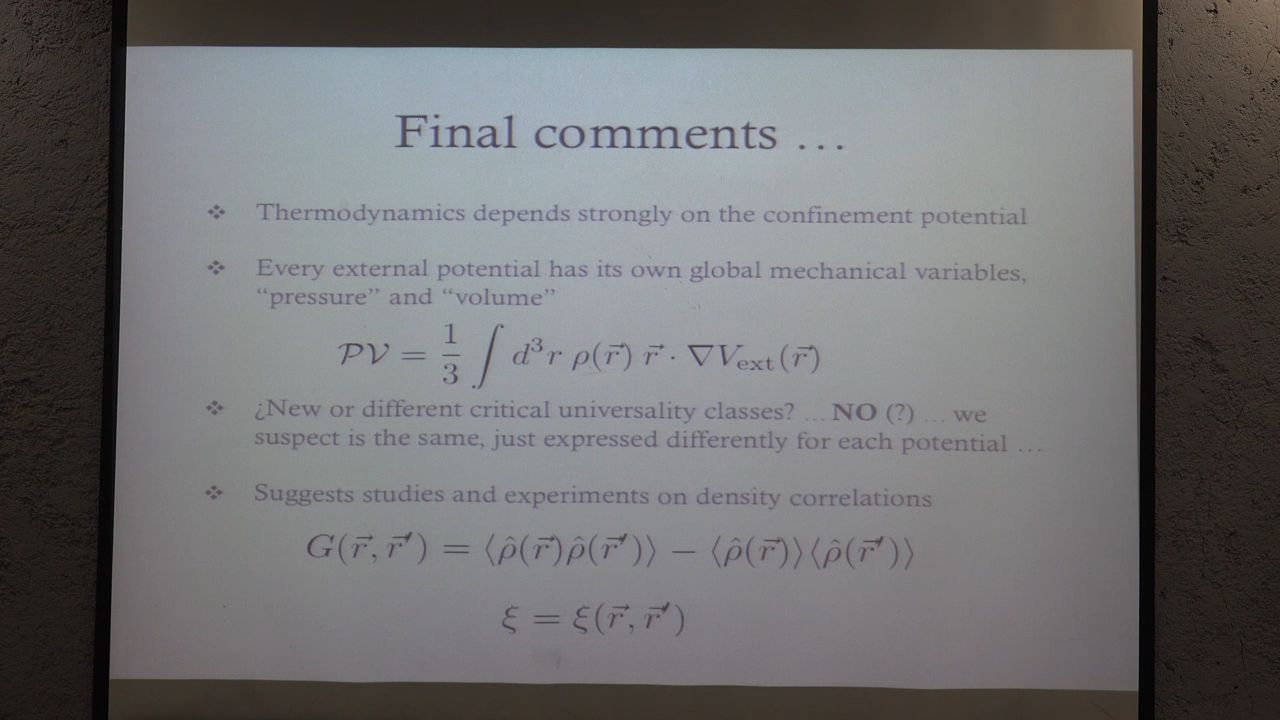 Final comments ...
❖ Thermodynamics depends strongly on the confinement potential
❖ Every external potential has its own global mechanical variables,
“pressure” and “volume”
𝒫𝒱 = 1/3 ∫ d³r ρ(r⃗) r⃗ · ∇V_ext(r⃗)
❖ ¿New or different critical universality classes? ... NO (?) ... we
suspect is the same, just expressed differently for each potential ...
❖ Suggests studies and experiments on density correlations
G(r⃗, r⃗′) = ⟨ρ̂(r⃗)ρ̂(r⃗′)⟩ − ⟨ρ̂(r⃗)⟩⟨ρ̂(r⃗′)⟩
ξ = ξ(r⃗, r⃗′)